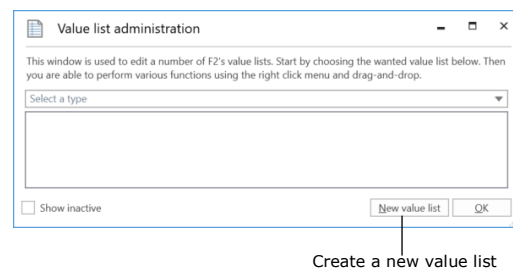 Value list administration
This window is used to edit a number of F2's value lists. Start by choosing the wanted value list below. Then
you are able to perform various functions using the right click menu and drag-and-drop.
Select a type
Show inactive
New value list
OK
Create a new value list